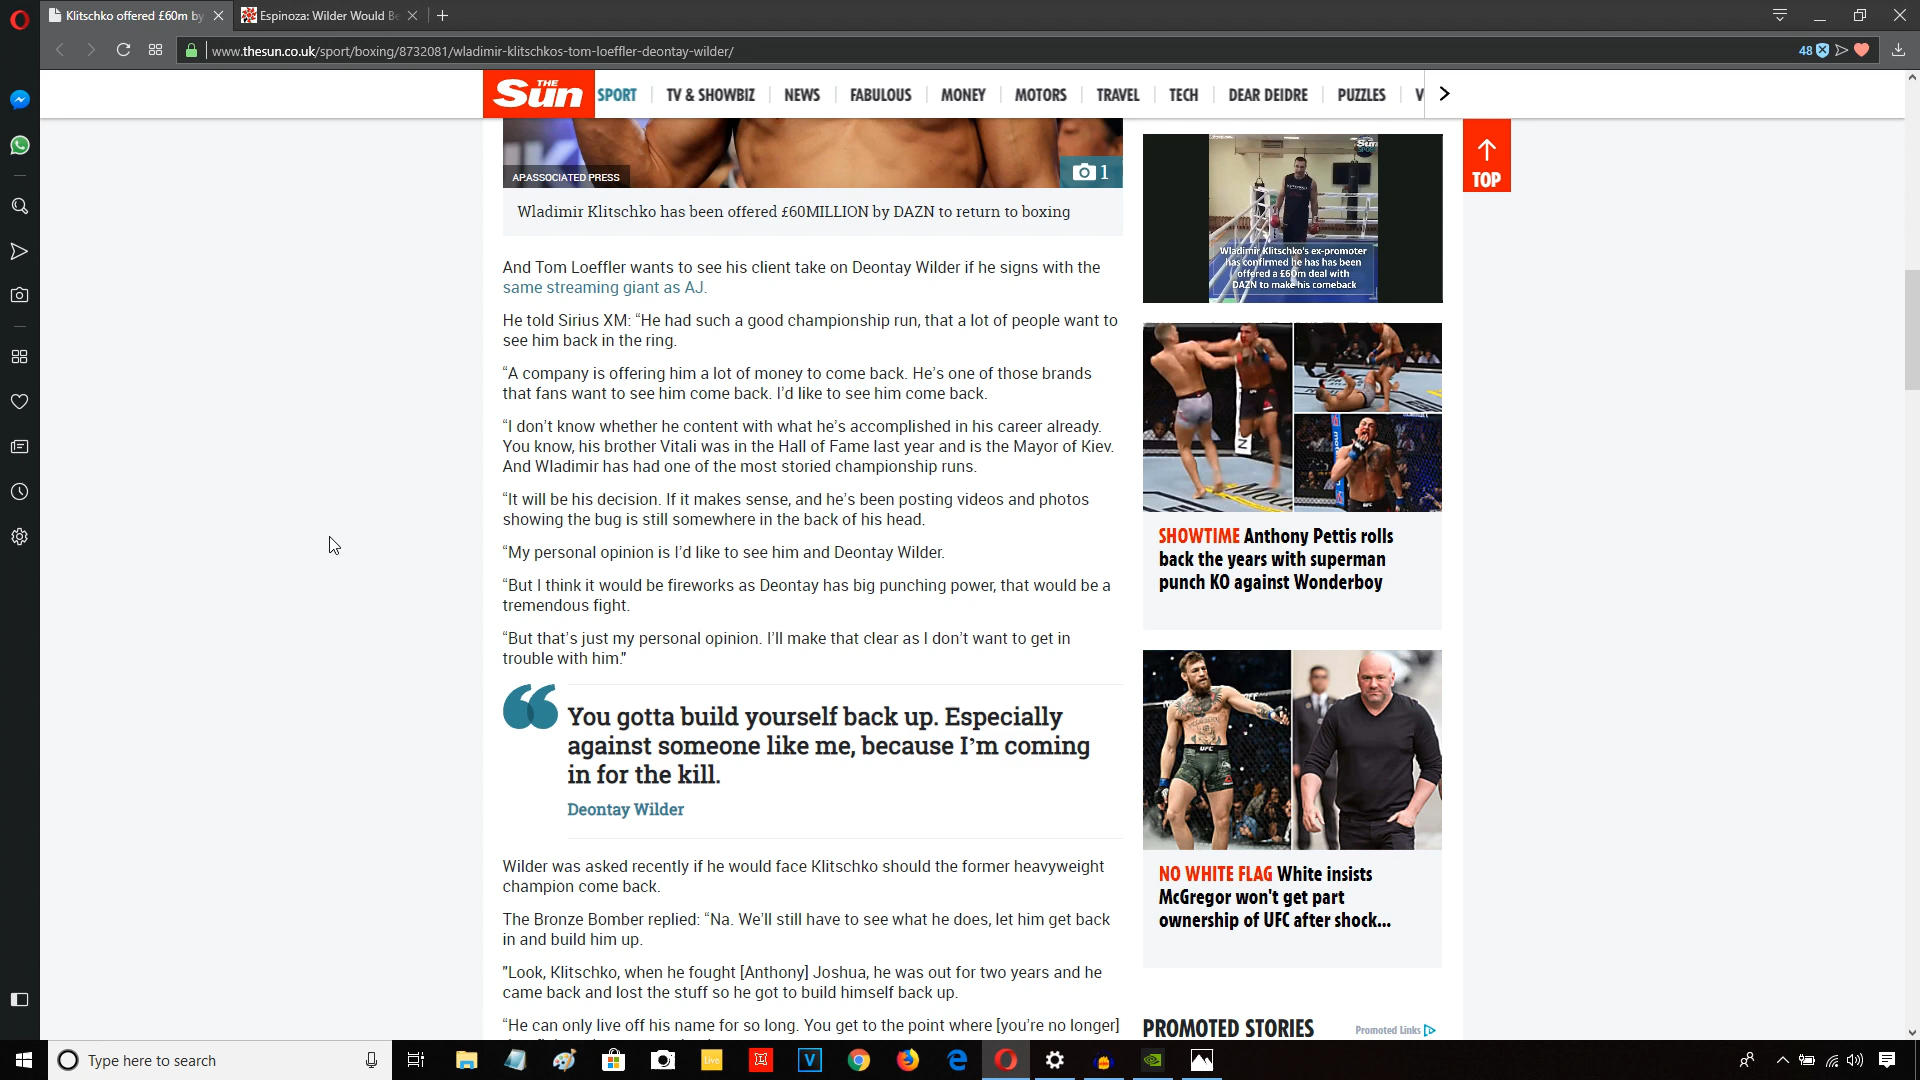 Klitschko offered £60m by
Espinoza: Wilder Would Be
www.thesun.co.uk/sport/boxing/8732081/wladimir-klitschkos-tom-loeffler-deontay-wilder/
48
THE Sun
SPORT
TV & SHOWBIZ
NEWS
FABULOUS
MONEY
MOTORS
TRAVEL
TECH
DEAR DEIDRE
PUZZLES
V
AP:ASSOCIATED PRESS
1
Wladimir Klitschko has been offered £60MILLION by DAZN to return to boxing
And Tom Loeffler wants to see his client take on Deontay Wilder if he signs with the
same streaming giant as AJ.
He told Sirius XM: “He had such a good championship run, that a lot of people want to
see him back in the ring.
“A company is offering him a lot of money to come back. He’s one of those brands
that fans want to see him come back. I’d like to see him come back.
“I don’t know whether he content with what he’s accomplished in his career already.
You know, his brother Vitali was in the Hall of Fame last year and is the Mayor of Kiev.
And Wladimir has had one of the most storied championship runs.
“It will be his decision. If it makes sense, and he’s been posting videos and photos
showing the bug is still somewhere in the back of his head.
“My personal opinion is I’d like to see him and Deontay Wilder.
“But I think it would be fireworks as Deontay has big punching power, that would be a
tremendous fight.
“But that’s just my personal opinion. I’ll make that clear as I don’t want to get in
trouble with him."
You gotta build yourself back up. Especially
against someone like me, because I’m coming
in for the kill.
Deontay Wilder
Wilder was asked recently if he would face Klitschko should the former heavyweight
champion come back.
The Bronze Bomber replied: “Na. We’ll still have to see what he does, let him get back
in and build him up.
"Look, Klitschko, when he fought [Anthony] Joshua, he was out for two years and he
came back and lost the stuff so he got to build himself back up.
“He can only live off his name for so long. You get to the point where [you’re no longer]
Wladimir Klitschko's ex-promoter
has confirmed he has has been
offered a £60m deal with
DAZN to make his comeback
TOP
SHOWTIME Anthony Pettis rolls
back the years with superman
punch KO against Wonderboy
NO WHITE FLAG White insists
McGregor won't get part
ownership of UFC after shock...
PROMOTED STORIES
Promoted Links
Type here to search